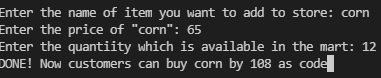 Enter the name of item you want to add to store: corn
Enter the price of "corn": 65
Enter the quantiity which is available in the mart: 12
DONE! Now customers can buy corn by 108 as code